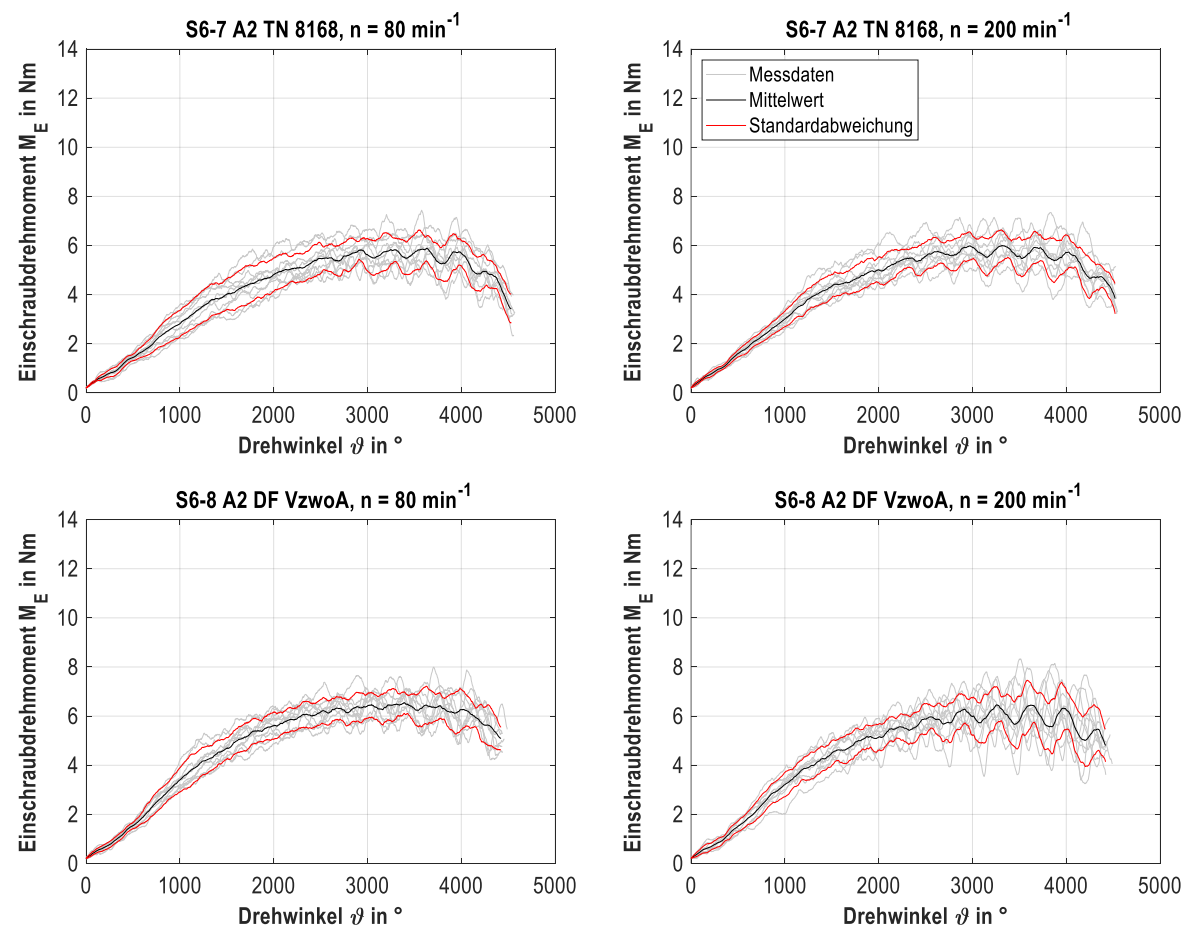 S6-7 A2 TN 8168, n = 80 min-1
Einschraubdrehmoment ME in Nm
14
12
10
8
6
4
2
0
0 1000 2000 3000 4000 5000
Drehwinkel ϑ in °
S6-7 A2 TN 8168, n = 200 min-1
Messdaten
Mittelwert
Standardabweichung
Einschraubdrehmoment ME in Nm
14
12
10
8
6
4
2
0
0 1000 2000 3000 4000 5000
Drehwinkel ϑ in °
S6-8 A2 DF VzwoA, n = 80 min-1
Einschraubdrehmoment ME in Nm
14
12
10
8
6
4
2
0
0 1000 2000 3000 4000 5000
Drehwinkel ϑ in °
S6-8 A2 DF VzwoA, n = 200 min-1
Einschraubdrehmoment ME in Nm
14
12
10
8
6
4
2
0
0 1000 2000 3000 4000 5000
Drehwinkel ϑ in °